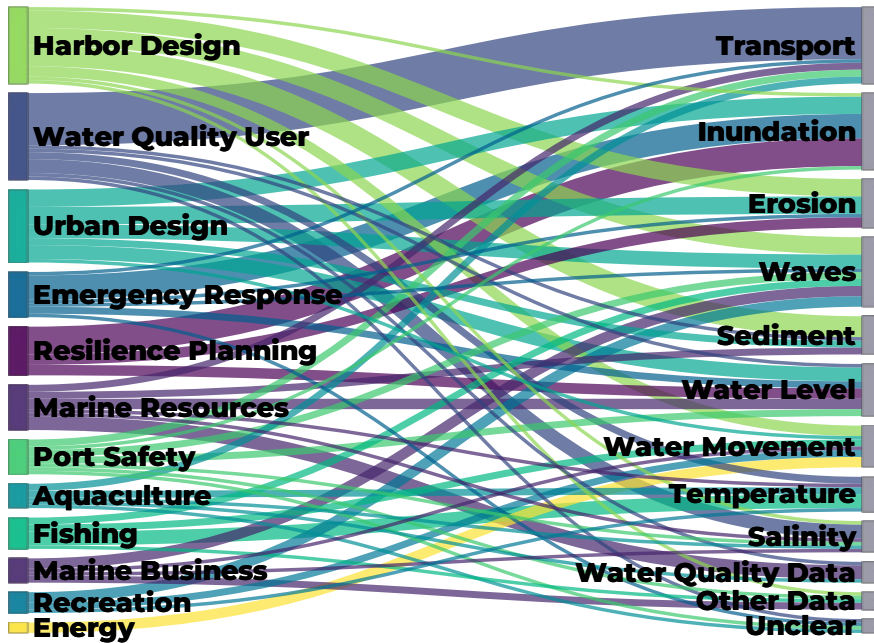 Harbor Design
Water Quality User
Urban Design
Emergency Response
Resilience Planning
Marine Resources
Port Safety
Aquaculture
Fishing
Marine Business
Recreation
Energy
Transport
Inundation
Erosion
Waves
Sediment
Water Level
Water Movement
Temperature
Salinity
Water Quality Data
Other Data
Unclear